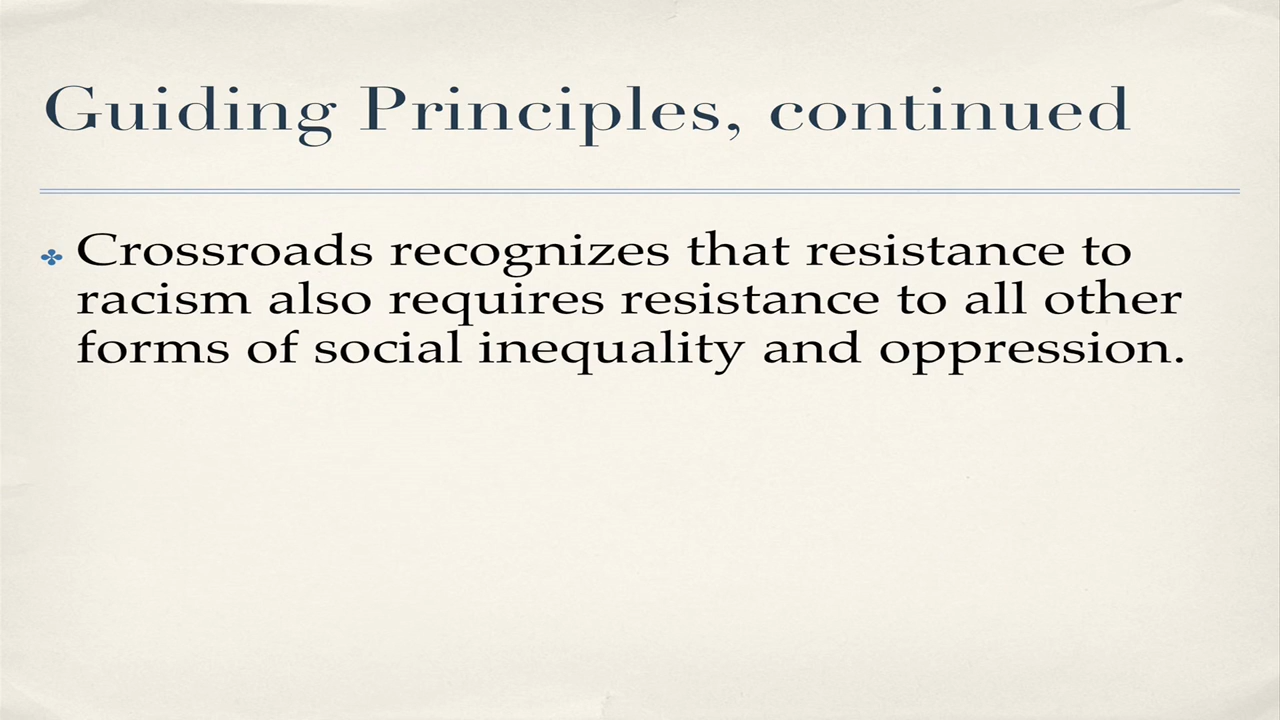 Guiding Principles, continued
Crossroads recognizes that resistance to
racism also requires resistance to all other
forms of social inequality and oppression.